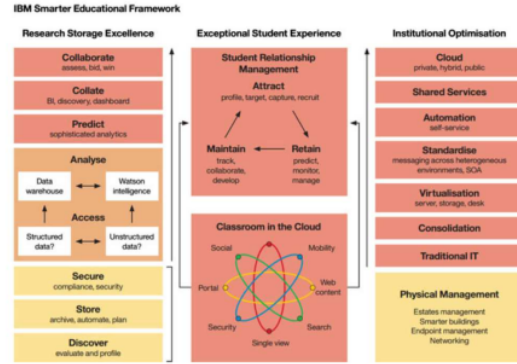 IBM Smarter Educational Framework
Research Storage Excellence
Collaborate
assess, bid, win
Collate
BI, discovery, dashboard
Predict
sophisticated analytics
Analyse
Data
warehouse
Watson
intelligence
Access
Structured
data?
Unstructured
data?
Secure
compliance, security
Store
archive, automate, plan
Discover
evaluate and profile
Exceptional Student Experience
Student Relationship
Management
Attract
profile, target, capture, recruit
Maintain
track,
collaborate,
develop
Retain
predict,
monitor,
manage
Classroom in the Cloud
Social
Mobility
Portal
Web
content
Security
Search
Single view
Institutional Optimisation
Cloud
private, hybrid, public
Shared Services
Automation
self-service
Standardise
messaging across heterogeneous
environments, SOA
Virtualisation
server, storage, desk
Consolidation
Traditional IT
Physical Management
Estates management
Smarter buildings
Endpoint management
Networking